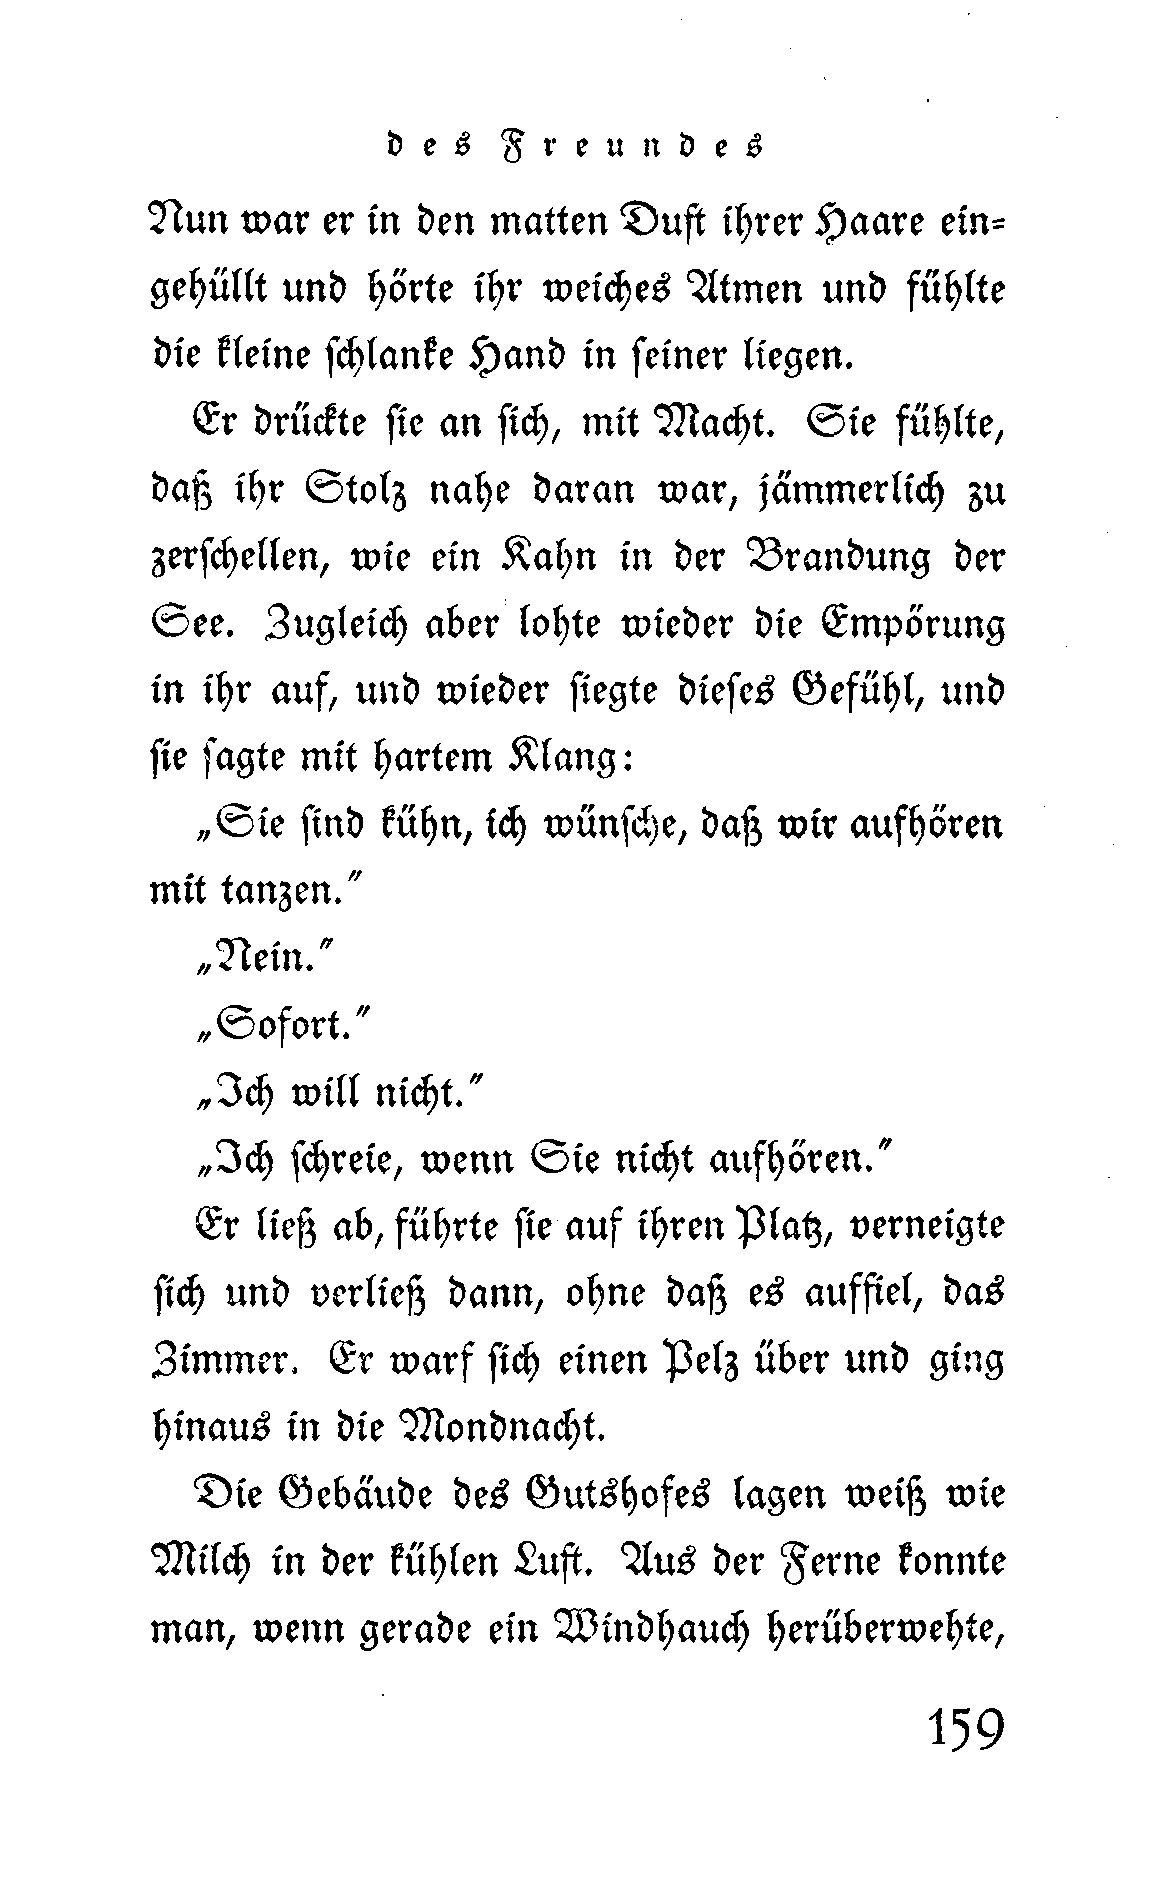 des Freundes
Nun war er in den matten Duft ihrer Haare ein-
gehüllt und hörte ihr weiches Atmen und fühlte
die kleine schlanke Hand in seiner liegen.
Er drückte sie an sich, mit Macht. Sie fühlte,
daß ihr Stolz nahe daran war, jämmerlich zu
zerschellen, wie ein Kahn in der Brandung der
See. Zugleich aber lohte wieder die Empörung
in ihr auf, und wieder siegte dieses Gefühl, und
sie sagte mit hartem Klang:
„Sie sind kühn, ich wünsche, daß wir aufhören
mit tanzen.“
„Nein.“
„Sofort.“
„Ich will nicht.“
„Ich schreie, wenn Sie nicht aufhören.“
Er ließ ab, führte sie auf ihren Platz, verneigte
sich und verließ dann, ohne daß es auffiel, das
Zimmer. Er warf sich einen Pelz über und ging
hinaus in die Mondnacht.
Die Gebäude des Gutshofes lagen weiß wie
Milch in der kühlen Luft. Aus der Ferne konnte
man, wenn gerade ein Windhauch herüberwehte,
159